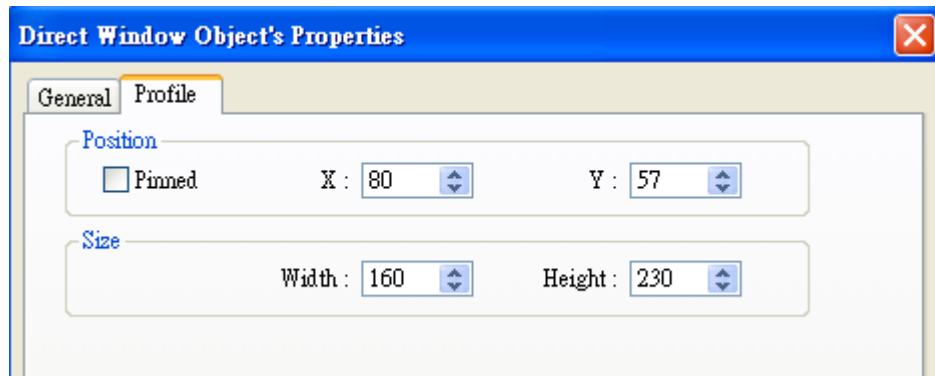 Direct Window Object's Properties
General Profile
Position
Pinned X : 80 Y : 57
Size
Width : 160 Height : 230